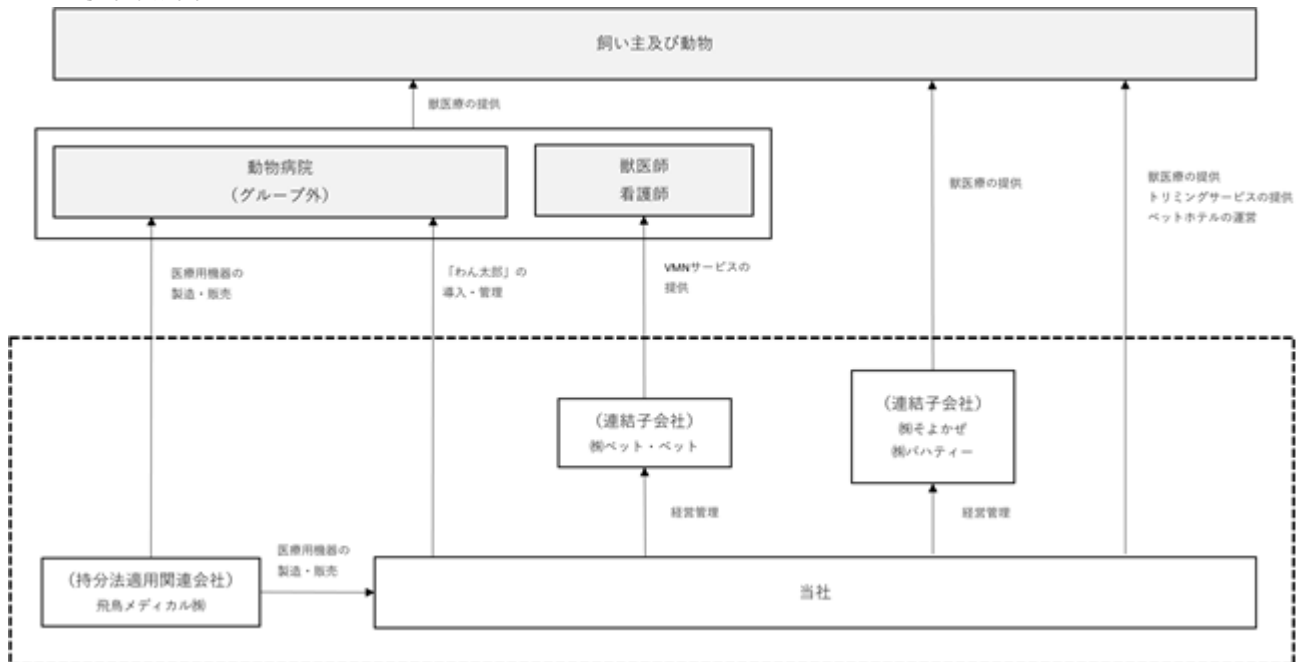 飼い主及び動物
獣医療の提供
動物病院
(グループ外)
獣医師
看護師
獣医療の提供
獣医療の提供
トリミングサービスの提供
ペットホテルの運営
医療用機器の
製造・販売
「わん太郎」の
導入・管理
VMNサービスの
提供
(連結子会社)
㈱ペット・ベット
(連結子会社)
㈱そよかぜ
㈱バハティー
経営管理
経営管理
医療用機器の
製造・販売
(持分法適用関連会社)
飛鳥メディカル㈱
当社